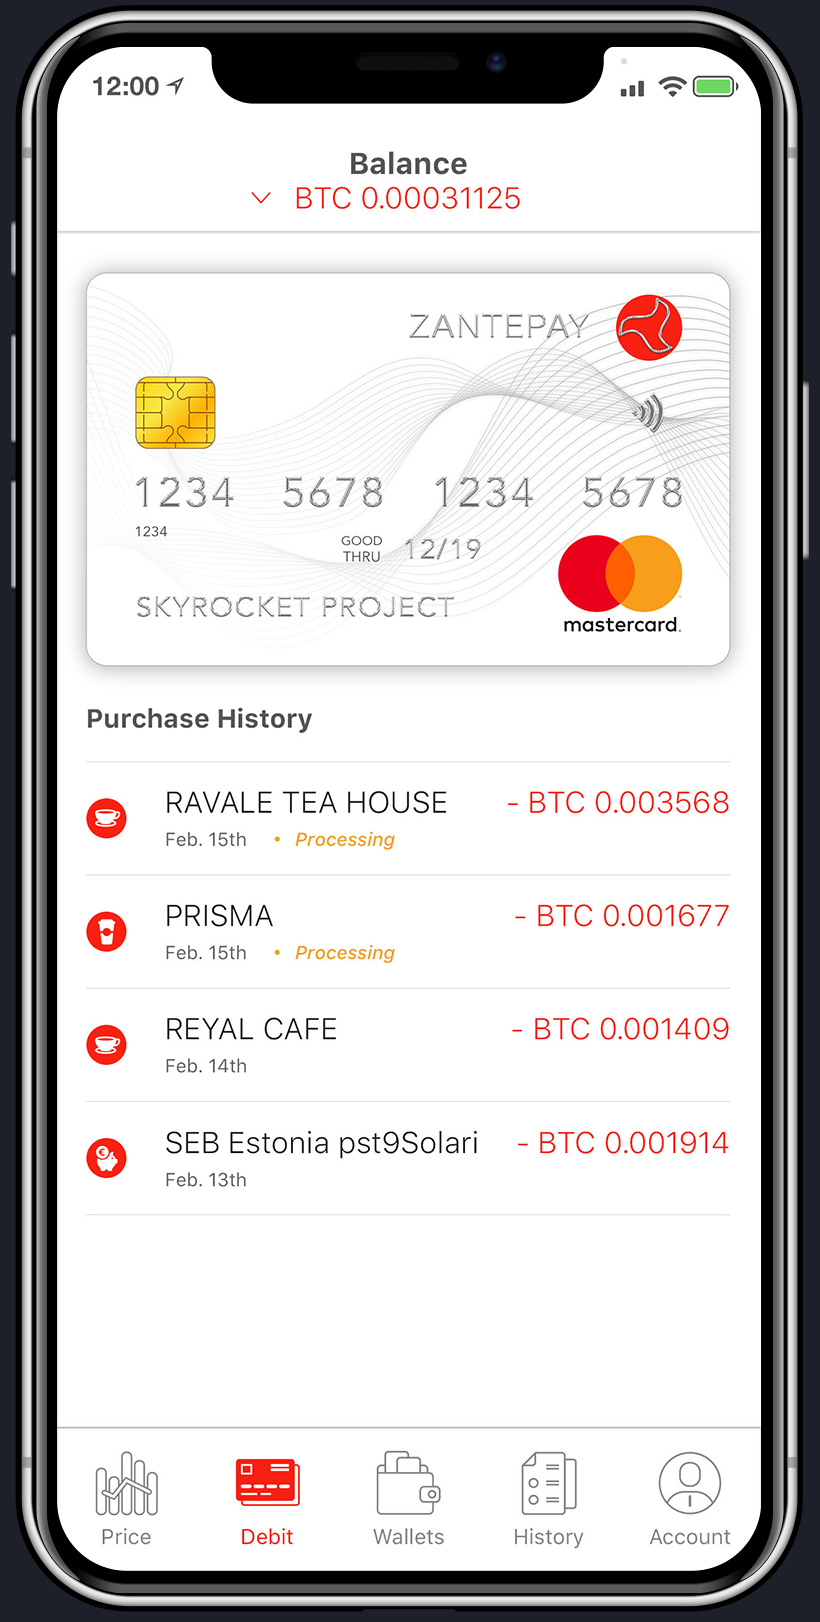 12:00
Balance
BTC 0.00031125
ZANTEPAY
1234 5678 1234 5678
1234
GOOD THRU 12/19
SKYROCKET PROJECT
mastercard.
Purchase History
RAVALE TEA HOUSE - BTC 0.003568
Feb. 15th • Processing
PRISMA - BTC 0.001677
Feb. 15th • Processing
REYAL CAFE - BTC 0.001409
Feb. 14th
SEB Estonia pst9Solari - BTC 0.001914
Feb. 13th
Price Debit Wallets History Account